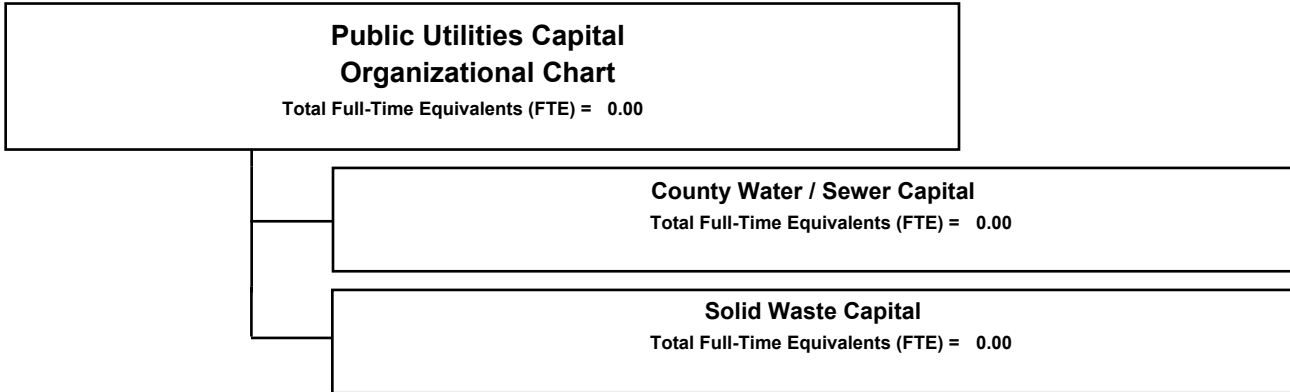 Public Utilities Capital
Organizational Chart
Total Full-Time Equivalents (FTE) = 0.00
County Water / Sewer Capital
Total Full-Time Equivalents (FTE) = 0.00
Solid Waste Capital
Total Full-Time Equivalents (FTE) = 0.00